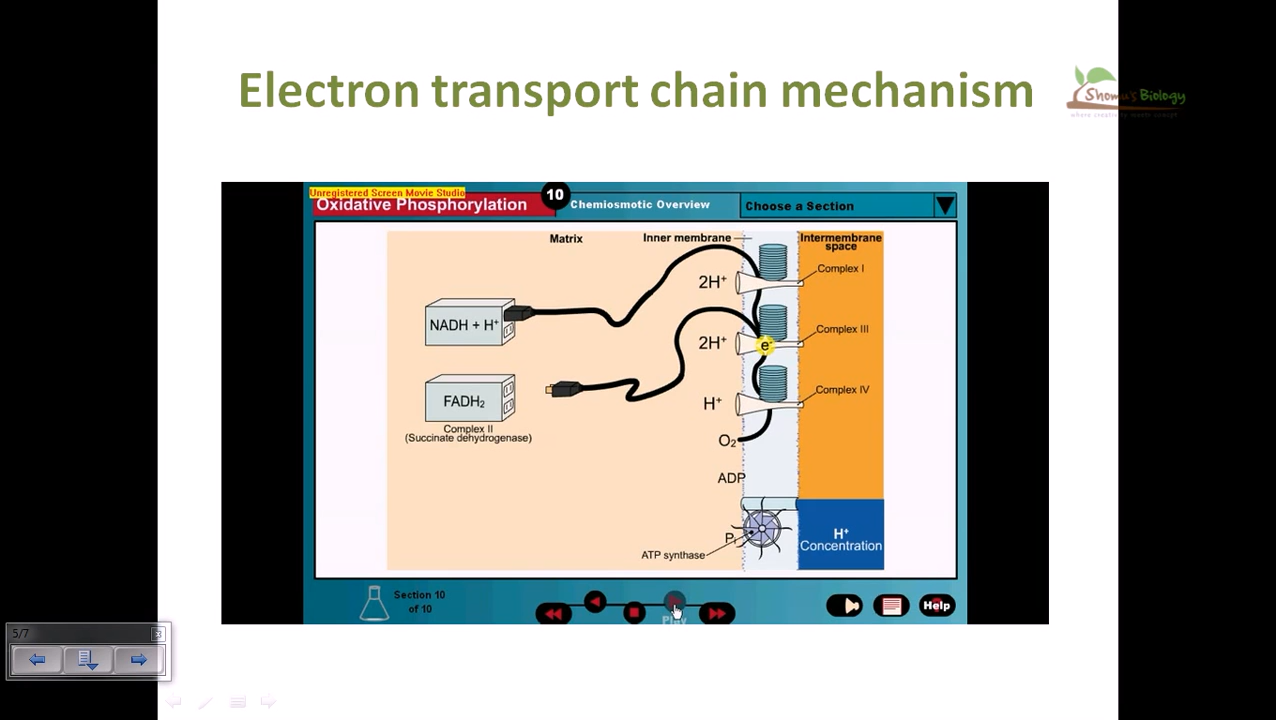 Electron transport chain mechanism
Shomu's Biology
Unregistered Screen Movie Studio
Oxidative Phosphorylation
10
Chemiosmotic Overview
Choose a Section
Matrix
Inner membrane
Intermembrane
space
Complex I
2H⁺
NADH + H⁺
Complex III
2H⁺
e⁻
Complex IV
FADH₂
H⁺
Complex II
(Succinate dehydrogenase)
O₂
ADP
Pᵢ
ATP synthase
H⁺
Concentration
Section 10
of 10
Play
Help
5/7